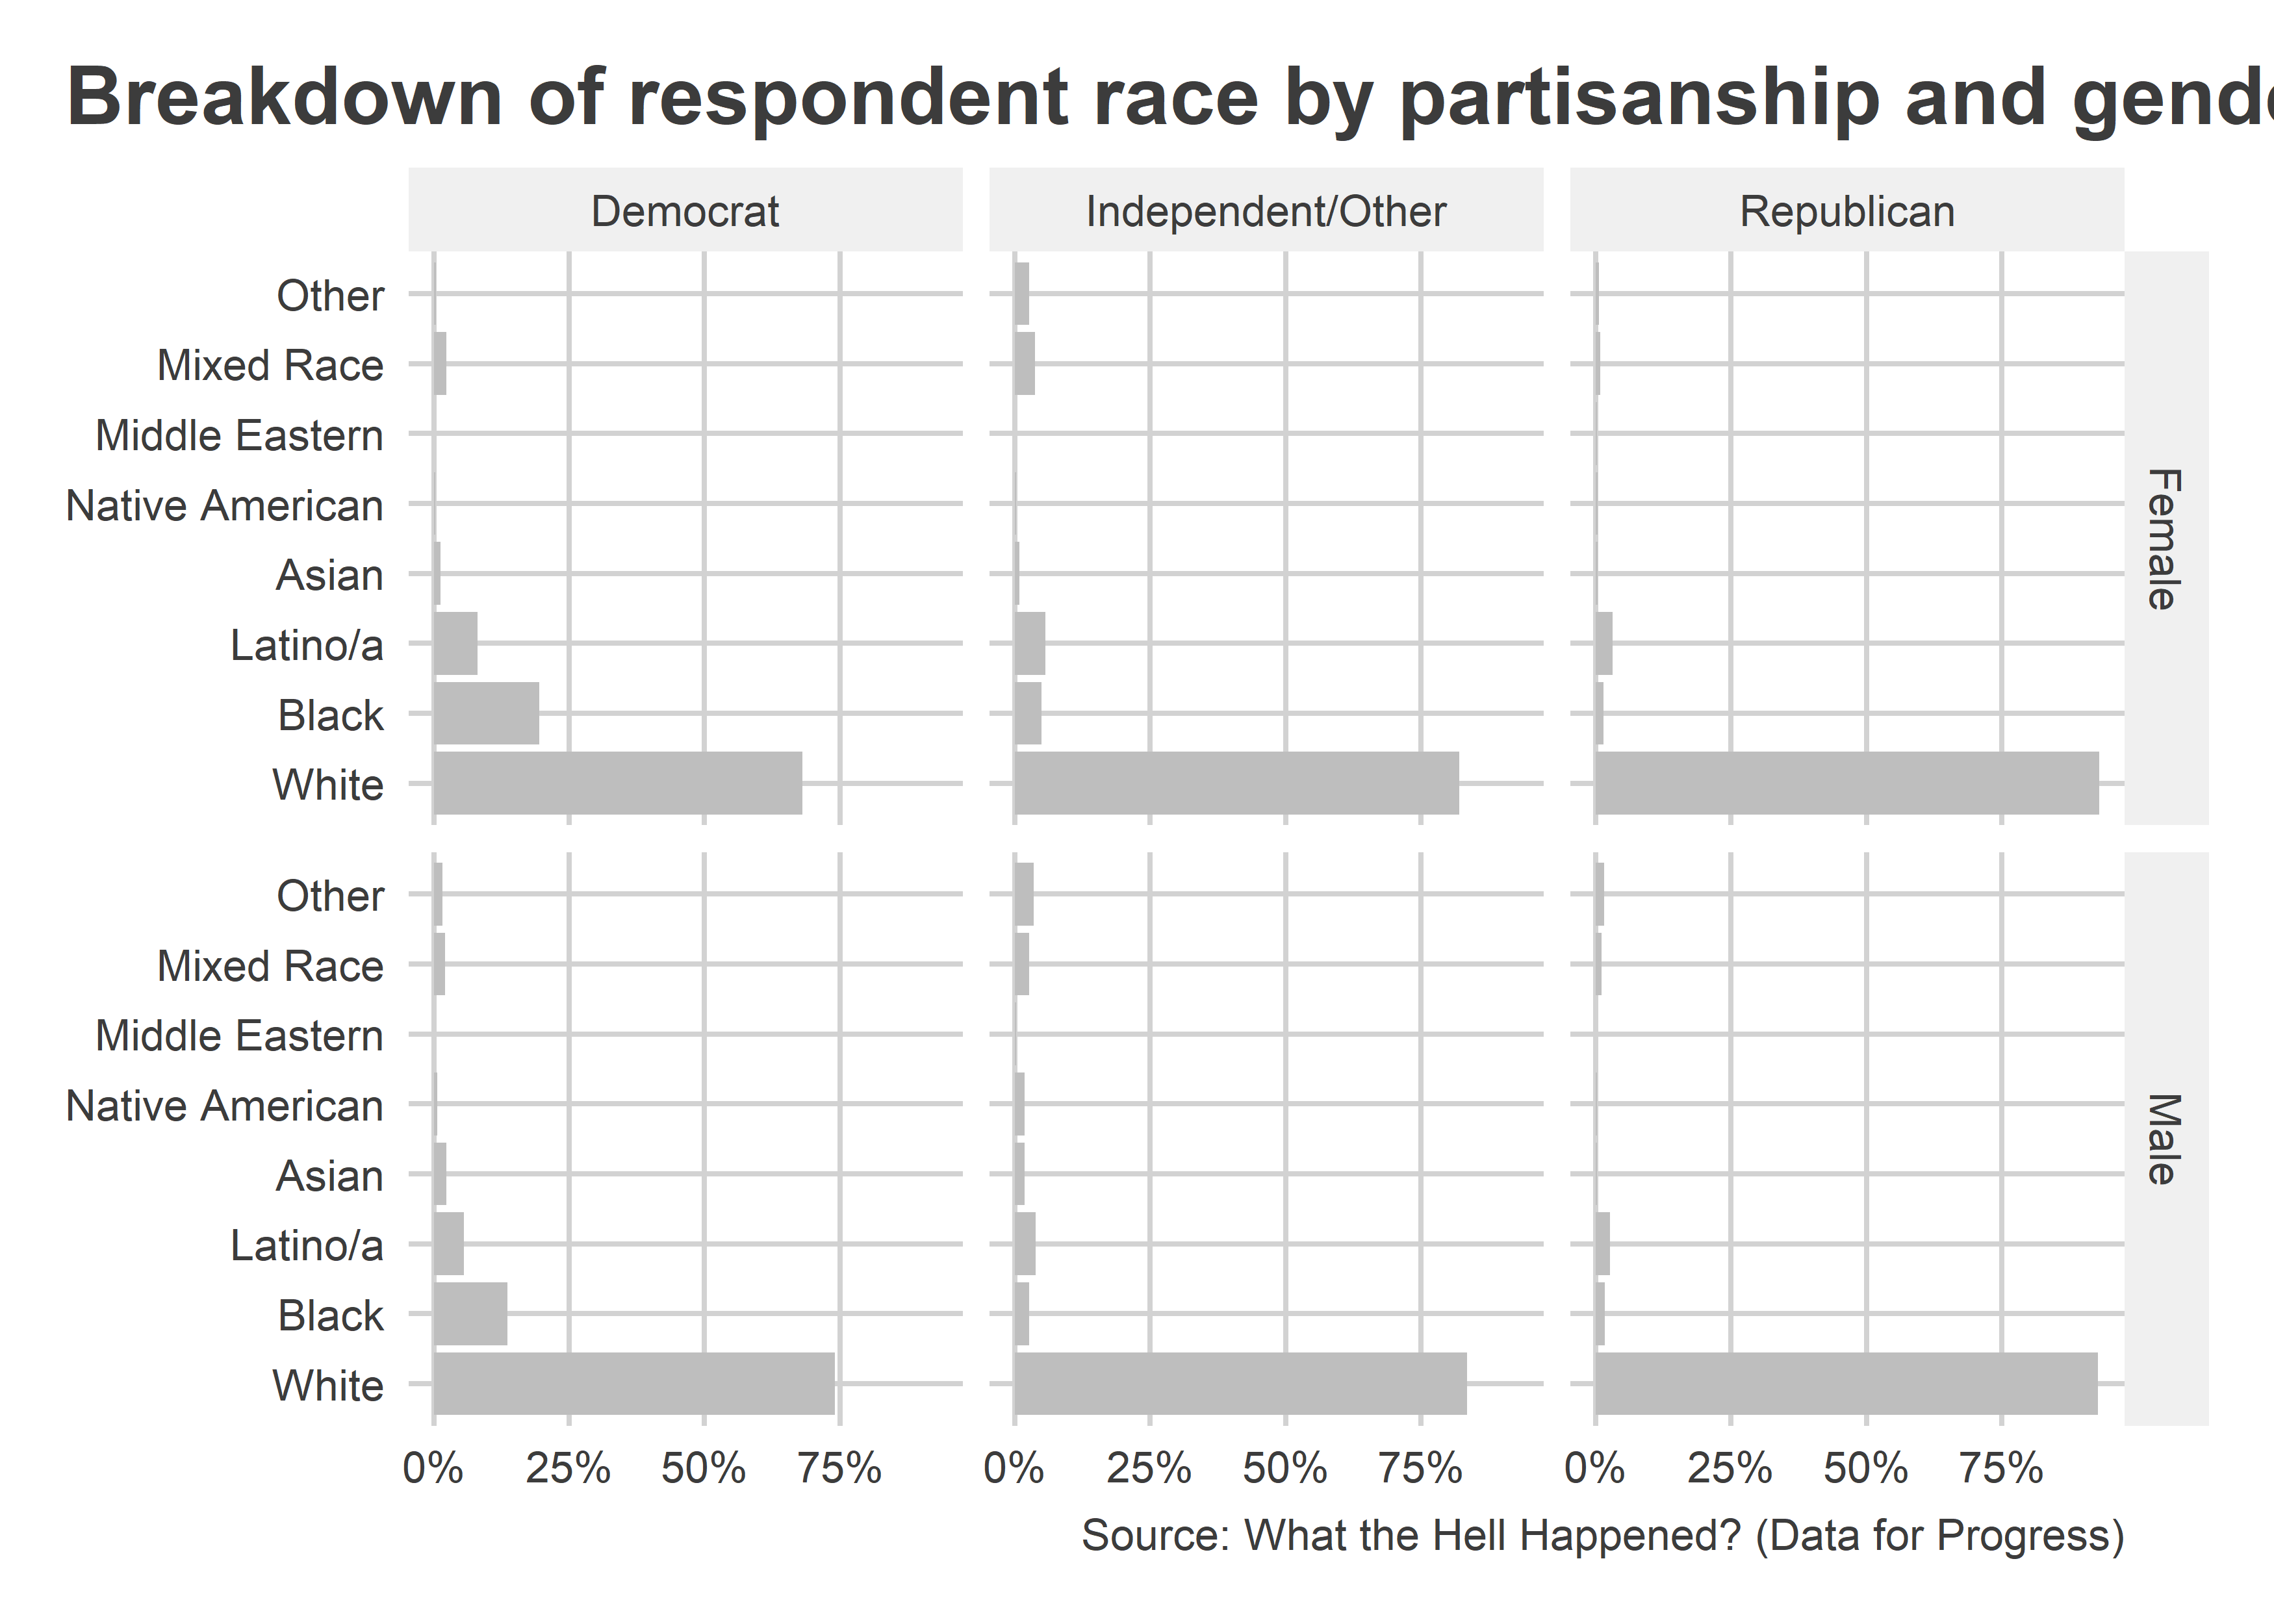 Breakdown of respondent race by partisanship and gende
Democrat
Independent/Other
Republican
Other
Mixed Race
Middle Eastern
Native American
Asian
Latino/a
Black
White
Female
Other
Mixed Race
Middle Eastern
Native American
Asian
Latino/a
Black
White
Male
0% 25% 50% 75%
0% 25% 50% 75%
0% 25% 50% 75%
Source: What the Hell Happened? (Data for Progress)